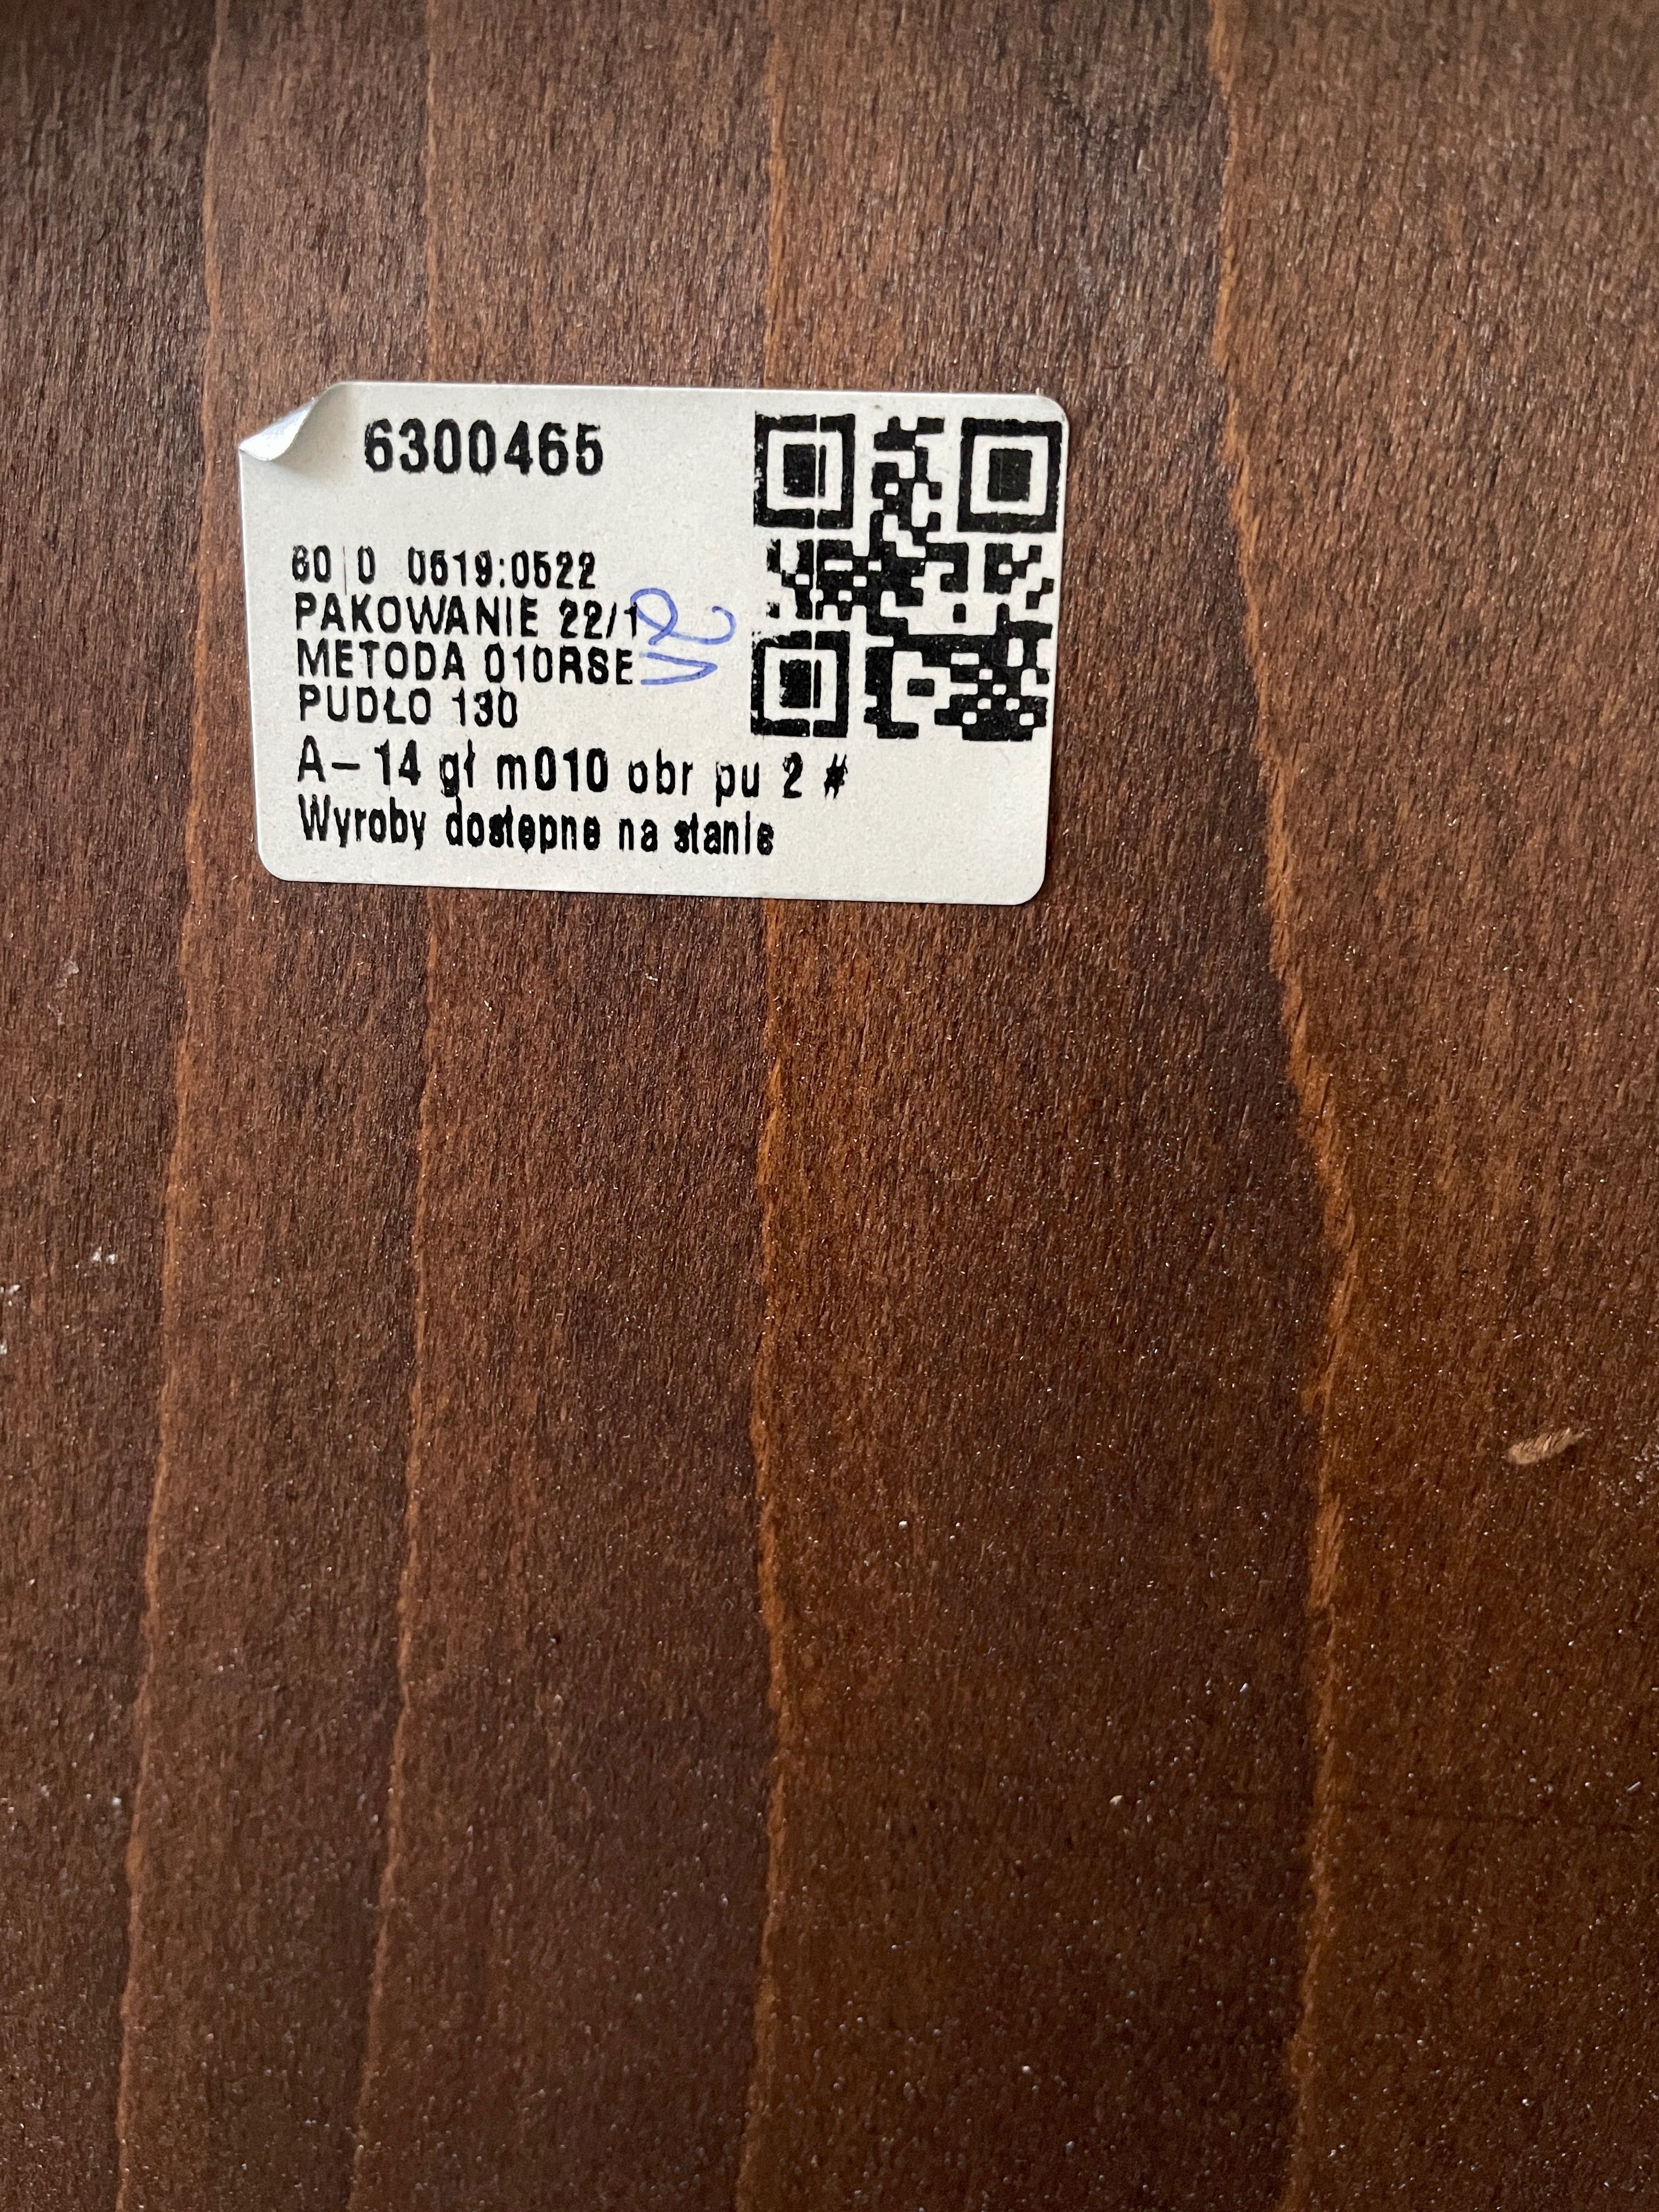 6300465
60 0 0519:0522
PAKOWANIE 22/1
METODA 010RSE
PUDŁO 130
A-14 gł m010 obr pu 2 #
Wyroby dostępne na stanie